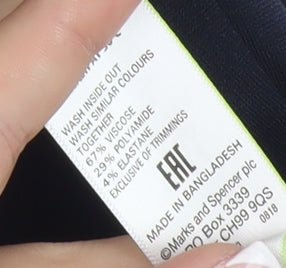 WASH INSIDE OUT
WASH SIMILAR COLOURS
TOGETHER
67% VISCOSE
29% POLYAMIDE
4% ELASTANE
EXCLUSIVE OF TRIMMINGS
EAC
MADE IN BANGLADESH
©Marks and Spencer plc
PO Box 3339
CH99 9QS
0818